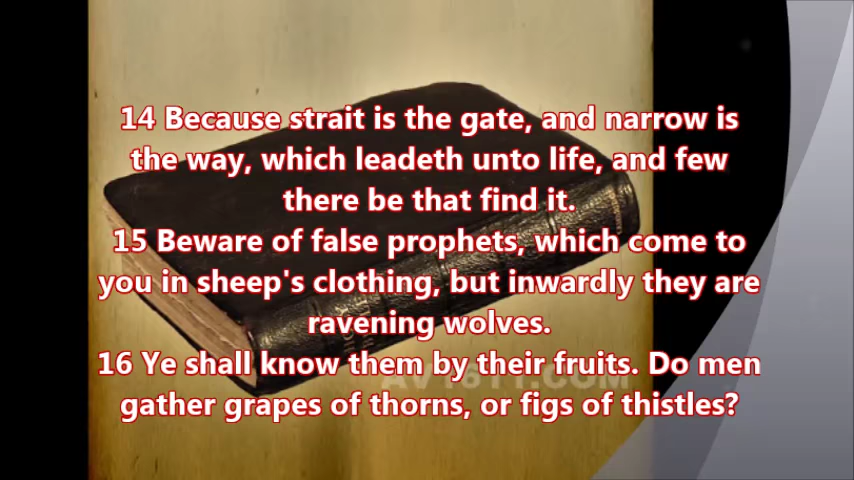 14 Because strait is the gate, and narrow is
the way, which leadeth unto life, and few
there be that find it.
15 Beware of false prophets, which come to
you in sheep's clothing, but inwardly they are
ravening wolves.
16 Ye shall know them by their fruits. Do men
gather grapes of thorns, or figs of thistles?
AV1611.COM